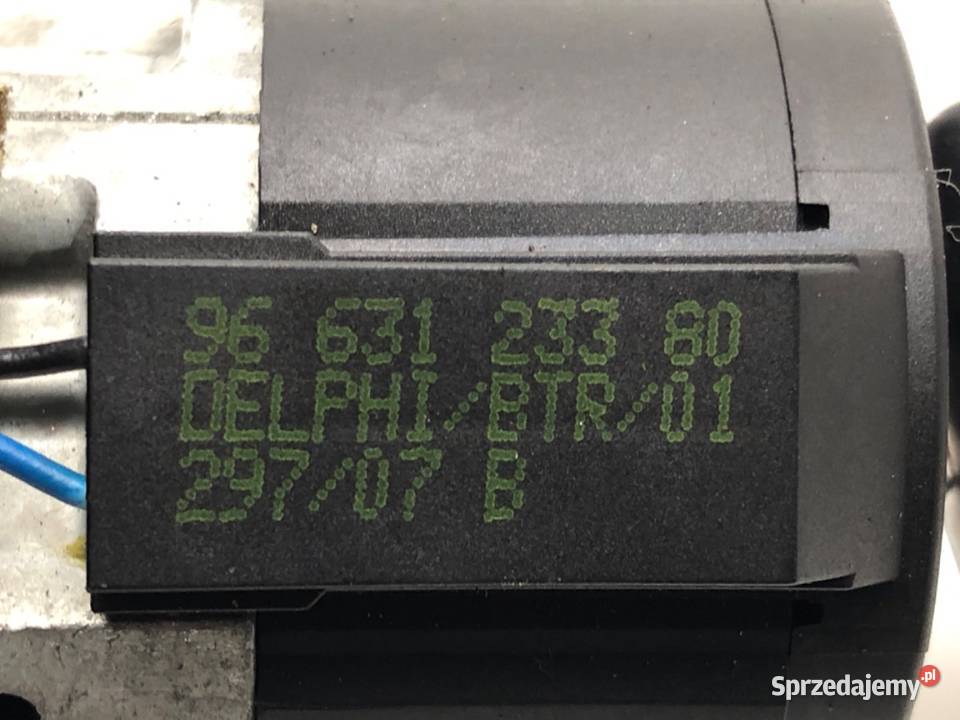 96 631 233 80
DELPHI/BTR/01
297/07 B
Sprzedajemy.pl